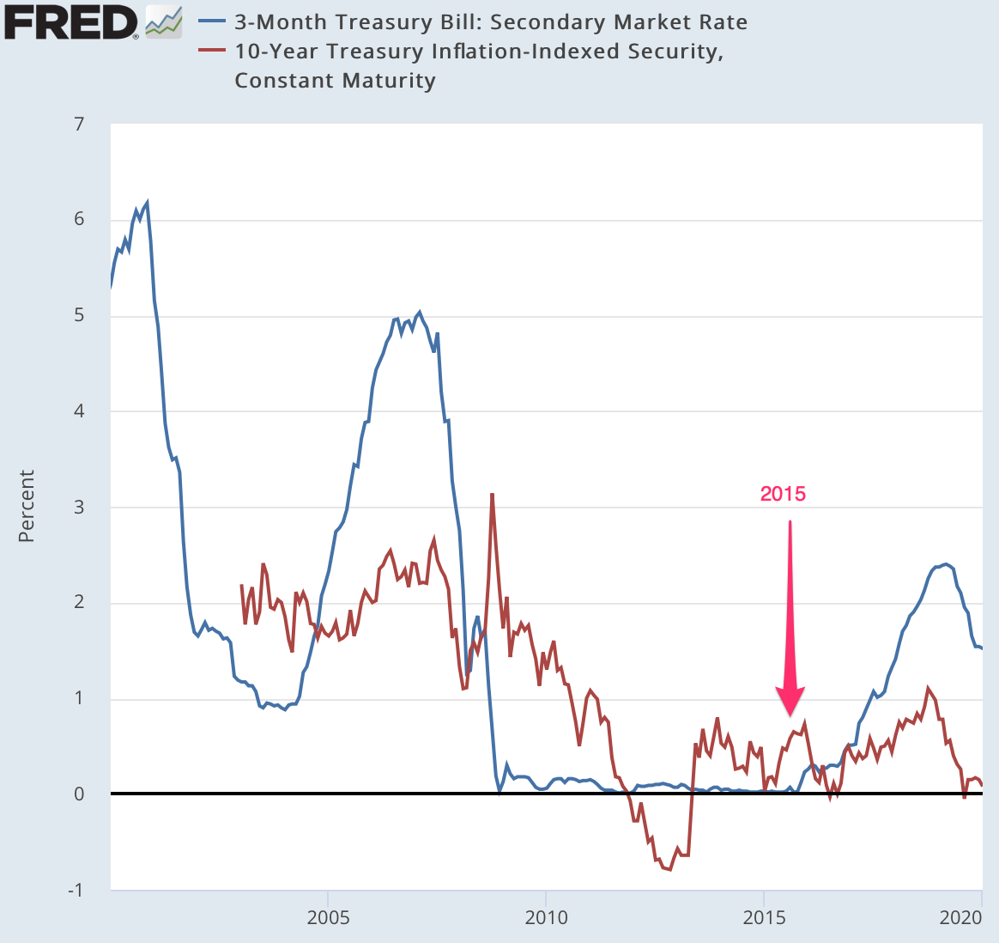 FRED®
3-Month Treasury Bill: Secondary Market Rate
10-Year Treasury Inflation-Indexed Security,
Constant Maturity
7
6
5
4
3
2
1
0
-1
Percent
2015
2005
2010
2015
2020